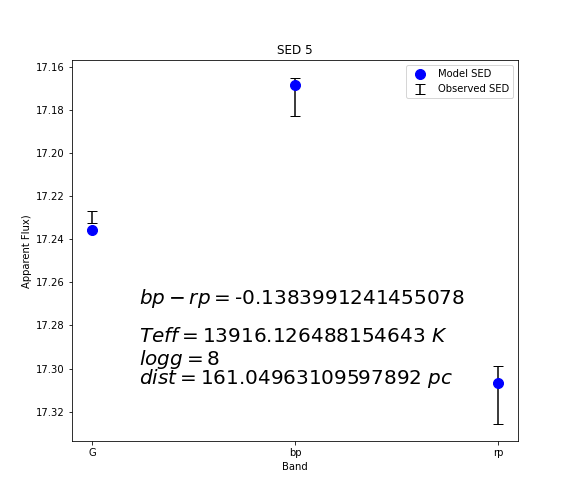 SED 5
17.16
17.18
17.20
17.22
17.24
17.26
17.28
17.30
17.32
Apparent Flux)
Model SED
Observed SED
bp − rp = -0.1383991241455078
Teff = 13916.126488154643 K
logg = 8
dist = 161.04963109597892 pc
G
bp
rp
Band